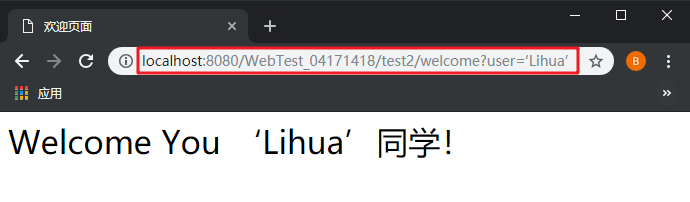 欢迎页面
localhost:8080/WebTest_04171418/test2/welcome?user=‘Lihua’
B
应用
Welcome You ‘Lihua’ 同学!